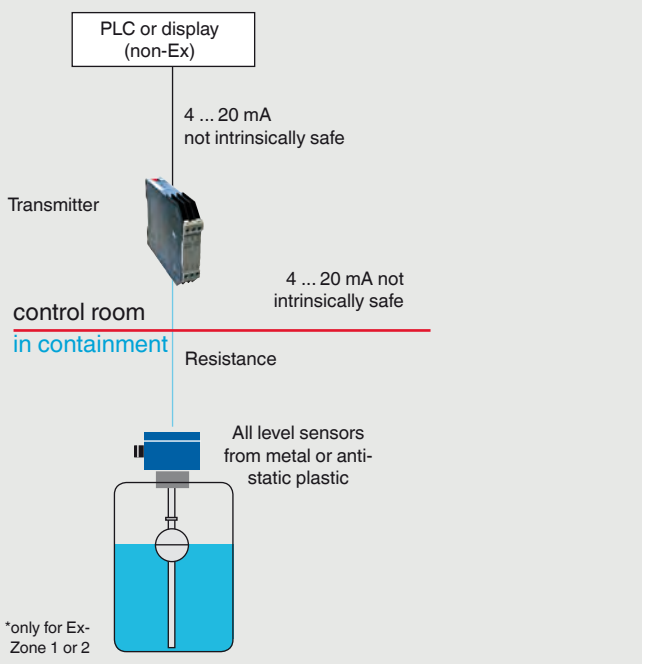 PLC or display
(non-Ex)
4 ... 20 mA
not intrinsically safe
Transmitter
4 ... 20 mA not
intrinsically safe
control room
in containment
Resistance
All level sensors
from metal or anti-
static plastic
*only for Ex-
Zone 1 or 2